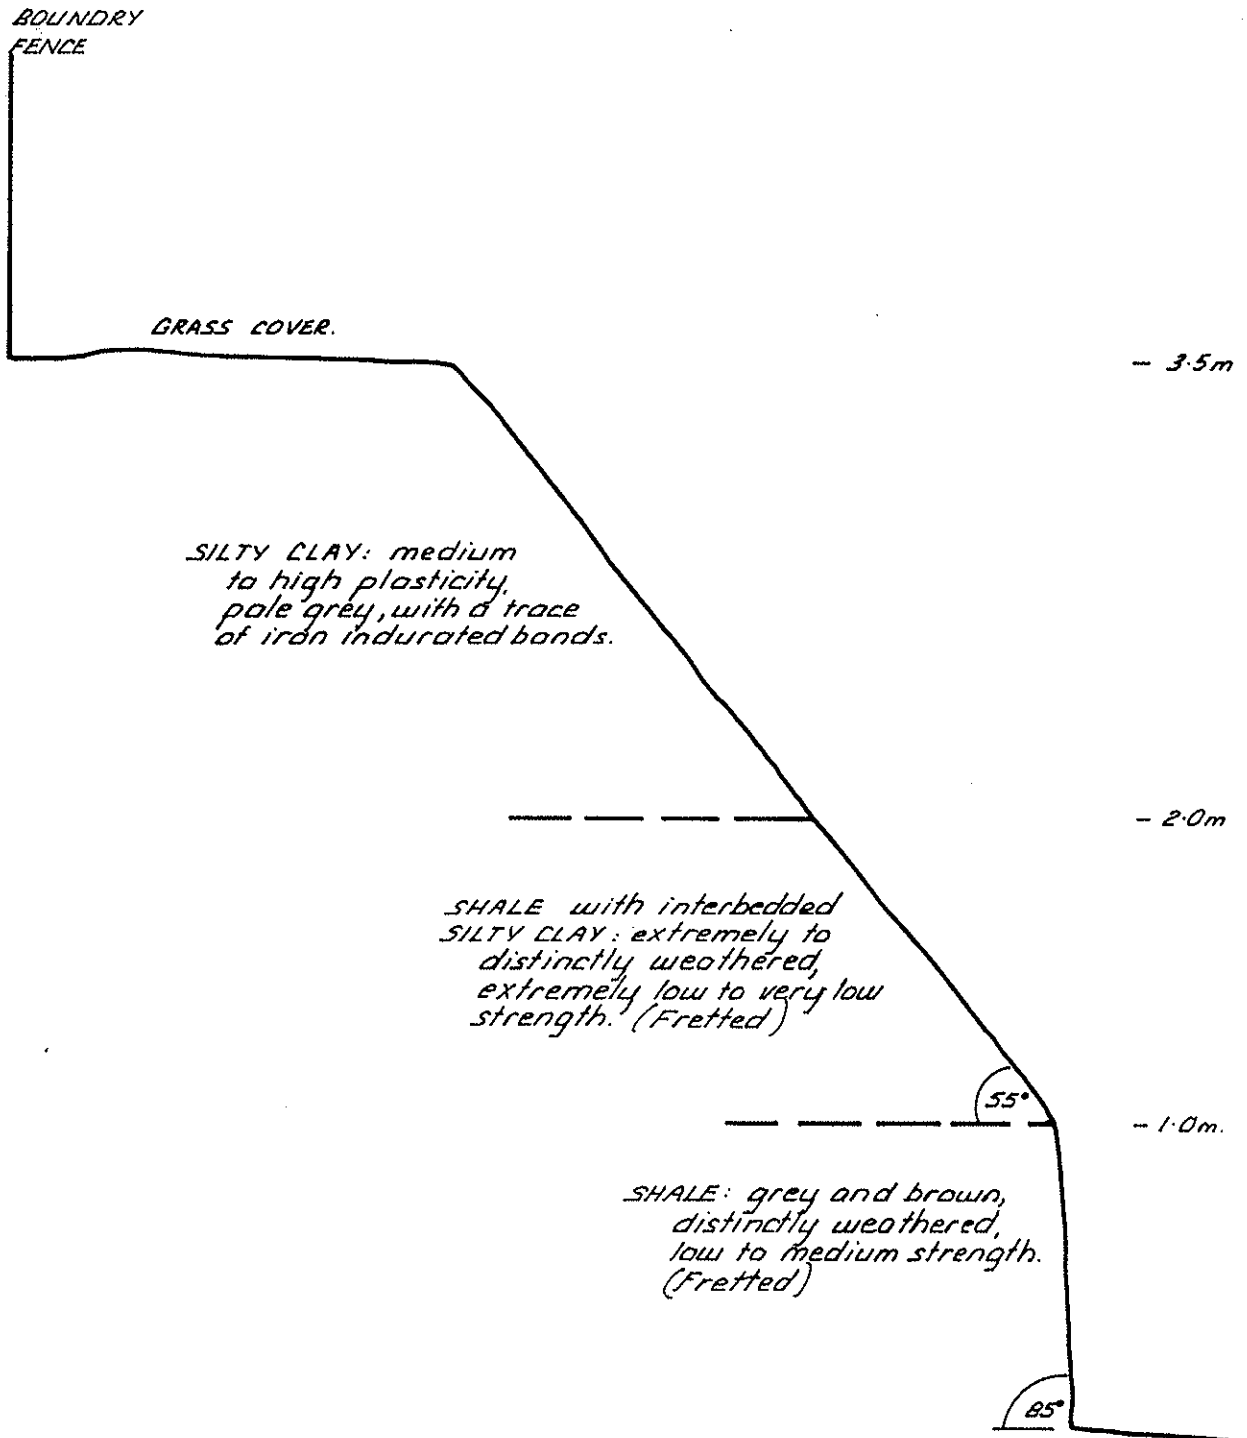 BOUNDRY
FENCE
GRASS COVER.
- 3.5m
SILTY CLAY: medium
to high plasticity,
pale grey, with a trace
of iron indurated bands.
- 2.0m
SHALE with interbedded
SILTY CLAY: extremely to
distinctly weathered,
extremely low to very low
strength. (Fretted)
55°
- 1.0m.
SHALE: grey and brown,
distinctly weathered,
low to medium strength.
(Fretted)
85°